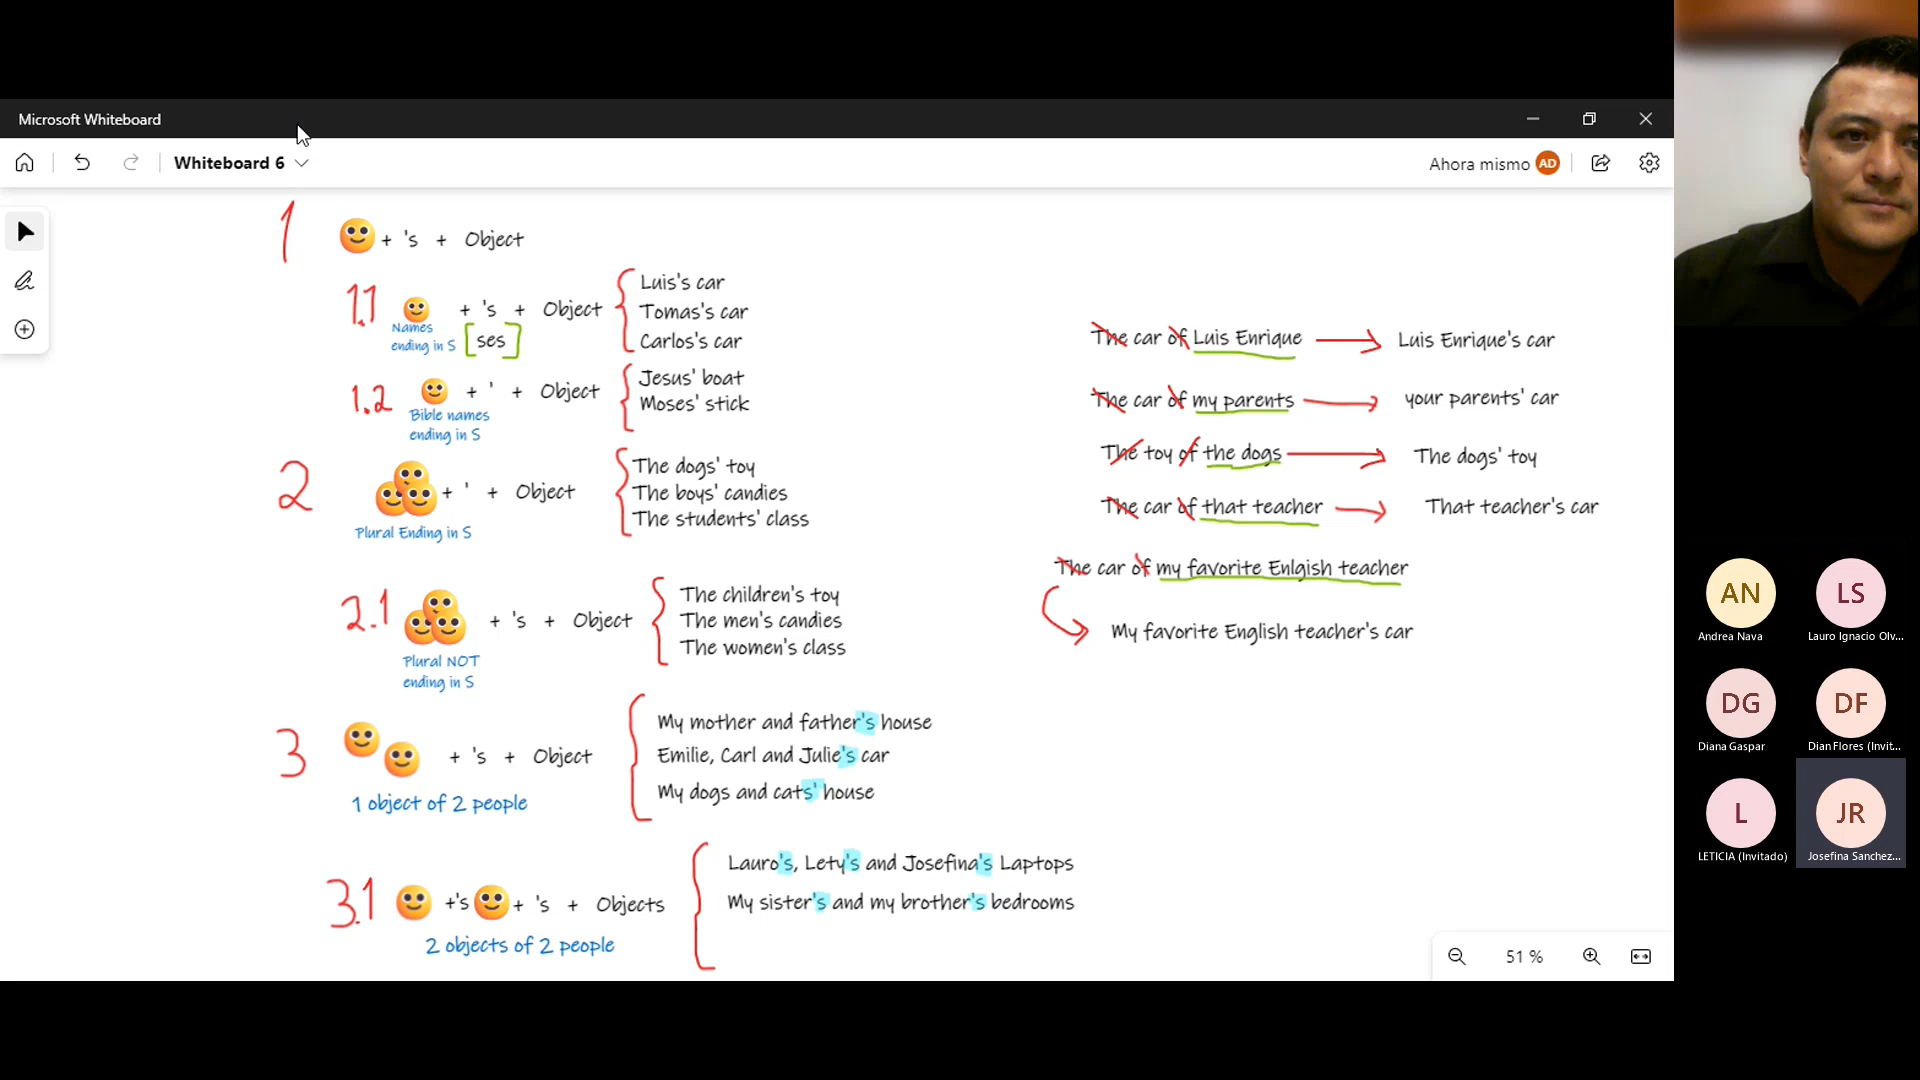 Microsoft Whiteboard
Whiteboard 6
Ahora mismo AD
1 + 's + Object
1.1 + 's + Object
Names
ending in S [ses]
Luis's car
Tomas's car
Carlos's car
1.2 + ' + Object
Bible names
ending in S
Jesus' boat
Moses' stick
2 + ' + Object
Plural Ending in S
The dogs' toy
The boys' candies
The students' class
2.1 + 's + Object
Plural NOT
ending in S
The children's toy
The men's candies
The women's class
3 + 's + Object
1 object of 2 people
My mother and father's house
Emilie, Carl and Julie's car
My dogs and cats' house
3.1 +'s + 's + Objects
2 objects of 2 people
Lauro's, Lety's and Josefina's Laptops
My sister's and my brother's bedrooms
The car of Luis Enrique → Luis Enrique's car
The car of my parents → your parents' car
The toy of the dogs → The dogs' toy
The car of that teacher → That teacher's car
The car of my favorite Enlgish teacher
My favorite English teacher's car
51 %
AN
Andrea Nava
LS
Lauro Ignacio Olv...
DG
Diana Gaspar
DF
Dian Flores (Invit...
L
LETICIA (Invitado)
JR
Josefina Sanchez...